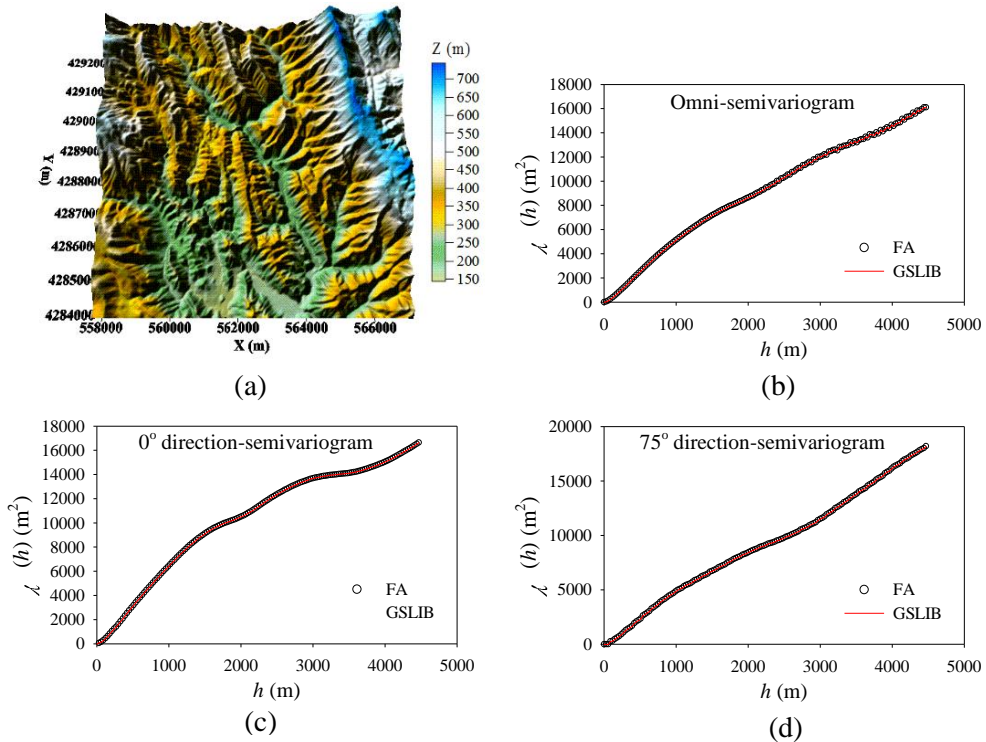 Z (m)
700
650
600
550
500
450
400
350
300
250
200
150
429200
429000
428900
4288000
428700
428600
428500
4284000
Y (m)
558000 560000 562000 564000 566000
X (m)
(a)
Omni-semivariogram
γ (h) (m²)
18000
16000
14000
12000
10000
8000
6000
4000
2000
0
FA
GSLIB
0 1000 2000 3000 4000 5000
h (m)
(b)
0° direction-semivariogram
γ (h) (m²)
18000
16000
14000
12000
10000
8000
6000
4000
2000
0
FA
GSLIB
0 1000 2000 3000 4000 5000
h (m)
(c)
75° direction-semivariogram
γ (h) (m²)
20000
15000
10000
5000
0
FA
GSLIB
0 1000 2000 3000 4000 5000
h (m)
(d)